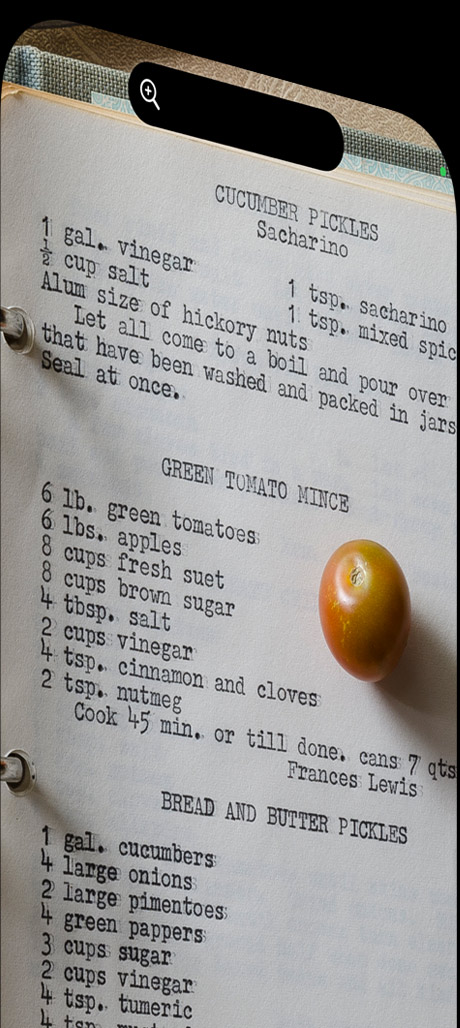 CUCUMBER PICKLES
Sacharino
1 gal. vinegar
½ cup salt
1 tsp. sacharino
Alum size of hickory nuts
1 tsp. mixed
Let all come to a boil and pour over
that have been washed and packed in jars
Seal at once.
GREEN TOMATO MINCE
6 lb. green tomatoes
6 lbs. apples
8 cups fresh suet
8 cups brown sugar
4 tbsp. salt
2 cups vinegar
4 tsp. cinnamon and cloves
2 tsp. nutmeg
Cook 45 min. or till done. cans 7 qts
Frances Lewis
BREAD AND BUTTER PICKLES
1 gal. cucumbers
4 large onions
2 large pimentoes
4 green pappers
3 cups sugar
2 cups vinegar
4 tsp. tumeric
4 tsp.